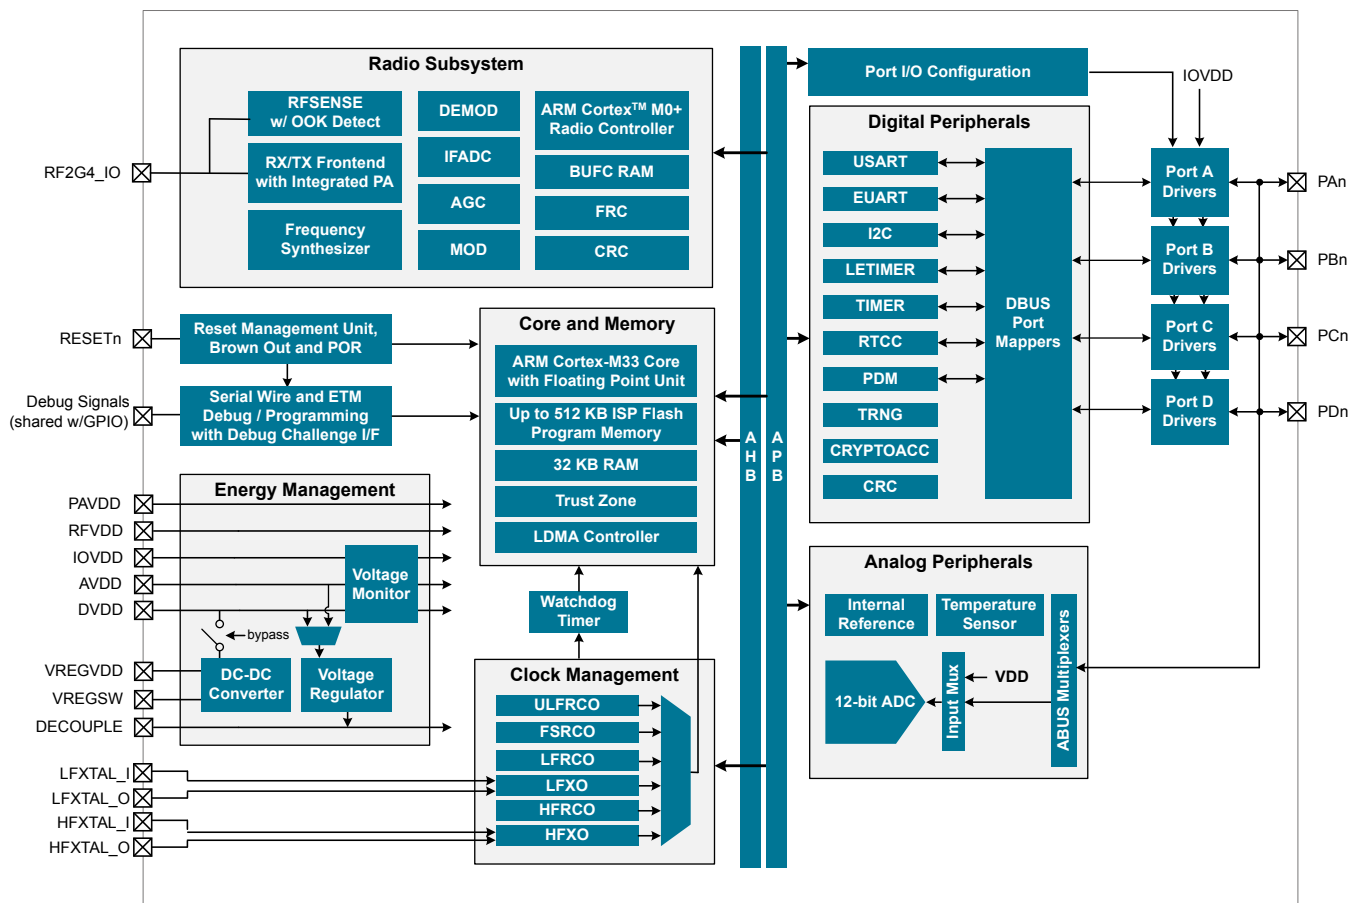 Radio Subsystem
RFSENSE
w/ OOK Detect
RX/TX Frontend
with Integrated PA
Frequency
Synthesizer
DEMOD
IFADC
AGC
MOD
ARM Cortex™ M0+
Radio Controller
BUFC RAM
FRC
CRC
RF2G4_IO
RESETn
Reset Management Unit,
Brown Out and POR
Debug Signals
(shared w/GPIO)
Serial Wire and ETM
Debug / Programming
with Debug Challenge I/F
Core and Memory
ARM Cortex-M33 Core
with Floating Point Unit
Up to 512 KB ISP Flash
Program Memory
32 KB RAM
Trust Zone
LDMA Controller
Energy Management
PAVDD
RFVDD
IOVDD
AVDD
DVDD
VREGVDD
VREGSW
DECOUPLE
Voltage
Monitor
bypass
DC-DC
Converter
Voltage
Regulator
Watchdog
Timer
Clock Management
ULFRCO
FSRCO
LFRCO
LFXO
HFRCO
HFXO
LFXTAL_I
LFXTAL_O
HFXTAL_I
HFXTAL_O
AHB
APB
Port I/O Configuration
IOVDD
Digital Peripherals
USART
EUART
I2C
LETIMER
TIMER
RTCC
PDM
TRNG
CRYPTOACC
CRC
DBUS
Port
Mappers
Port A
Drivers
Port B
Drivers
Port C
Drivers
Port D
Drivers
PAn
PBn
PCn
PDn
Analog Peripherals
Internal
Reference
Temperature
Sensor
12-bit ADC
Input Mux
VDD
ABUS Multiplexers